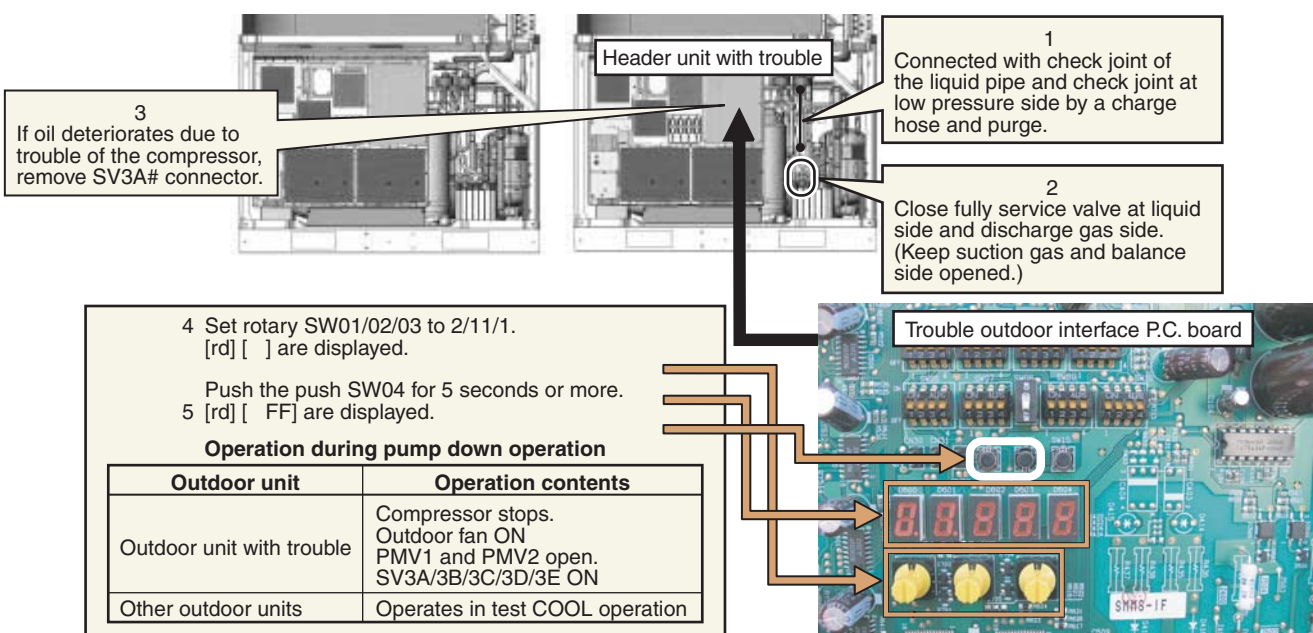 Header unit with trouble
1
Connected with check joint of
the liquid pipe and check joint at
low pressure side by a charge
hose and purge.
3
If oil deteriorates due to
trouble of the compressor,
remove SV3A# connector.
2
Close fully service valve at liquid
side and discharge gas side.
(Keep suction gas and balance
side opened.)
4 Set rotary SW01/02/03 to 2/11/1.
[rd] [ ] are displayed.
Push the push SW04 for 5 seconds or more.
5 [rd] [ FF] are displayed.
Operation during pump down operation
Outdoor unit Operation contents
Outdoor unit with trouble
Compressor stops.
Outdoor fan ON
PMV1 and PMV2 open.
SV3A/3B/3C/3D/3E ON
Other outdoor units Operates in test COOL operation
Trouble outdoor interface P.C. board
D600 D601 D602 D603 D604
SMMS-IF